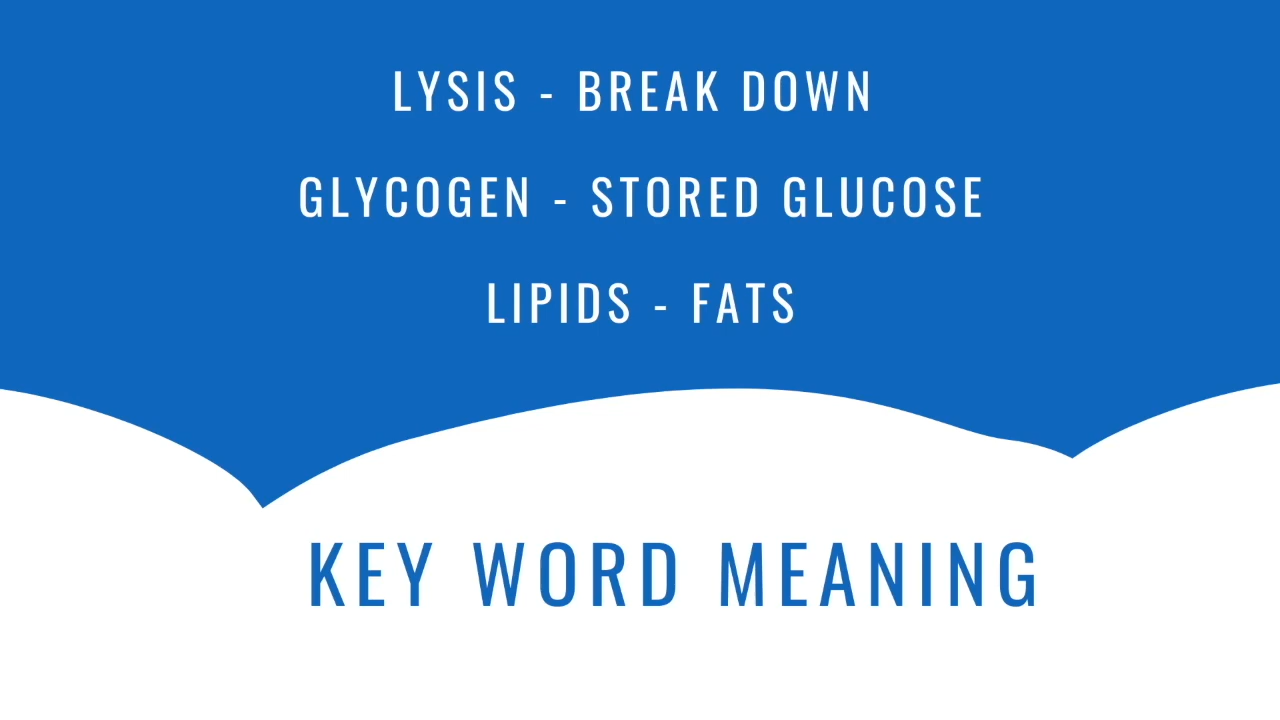 LYSIS - BREAK DOWN
GLYCOGEN - STORED GLUCOSE
LIPIDS - FATS
KEY WORD MEANING